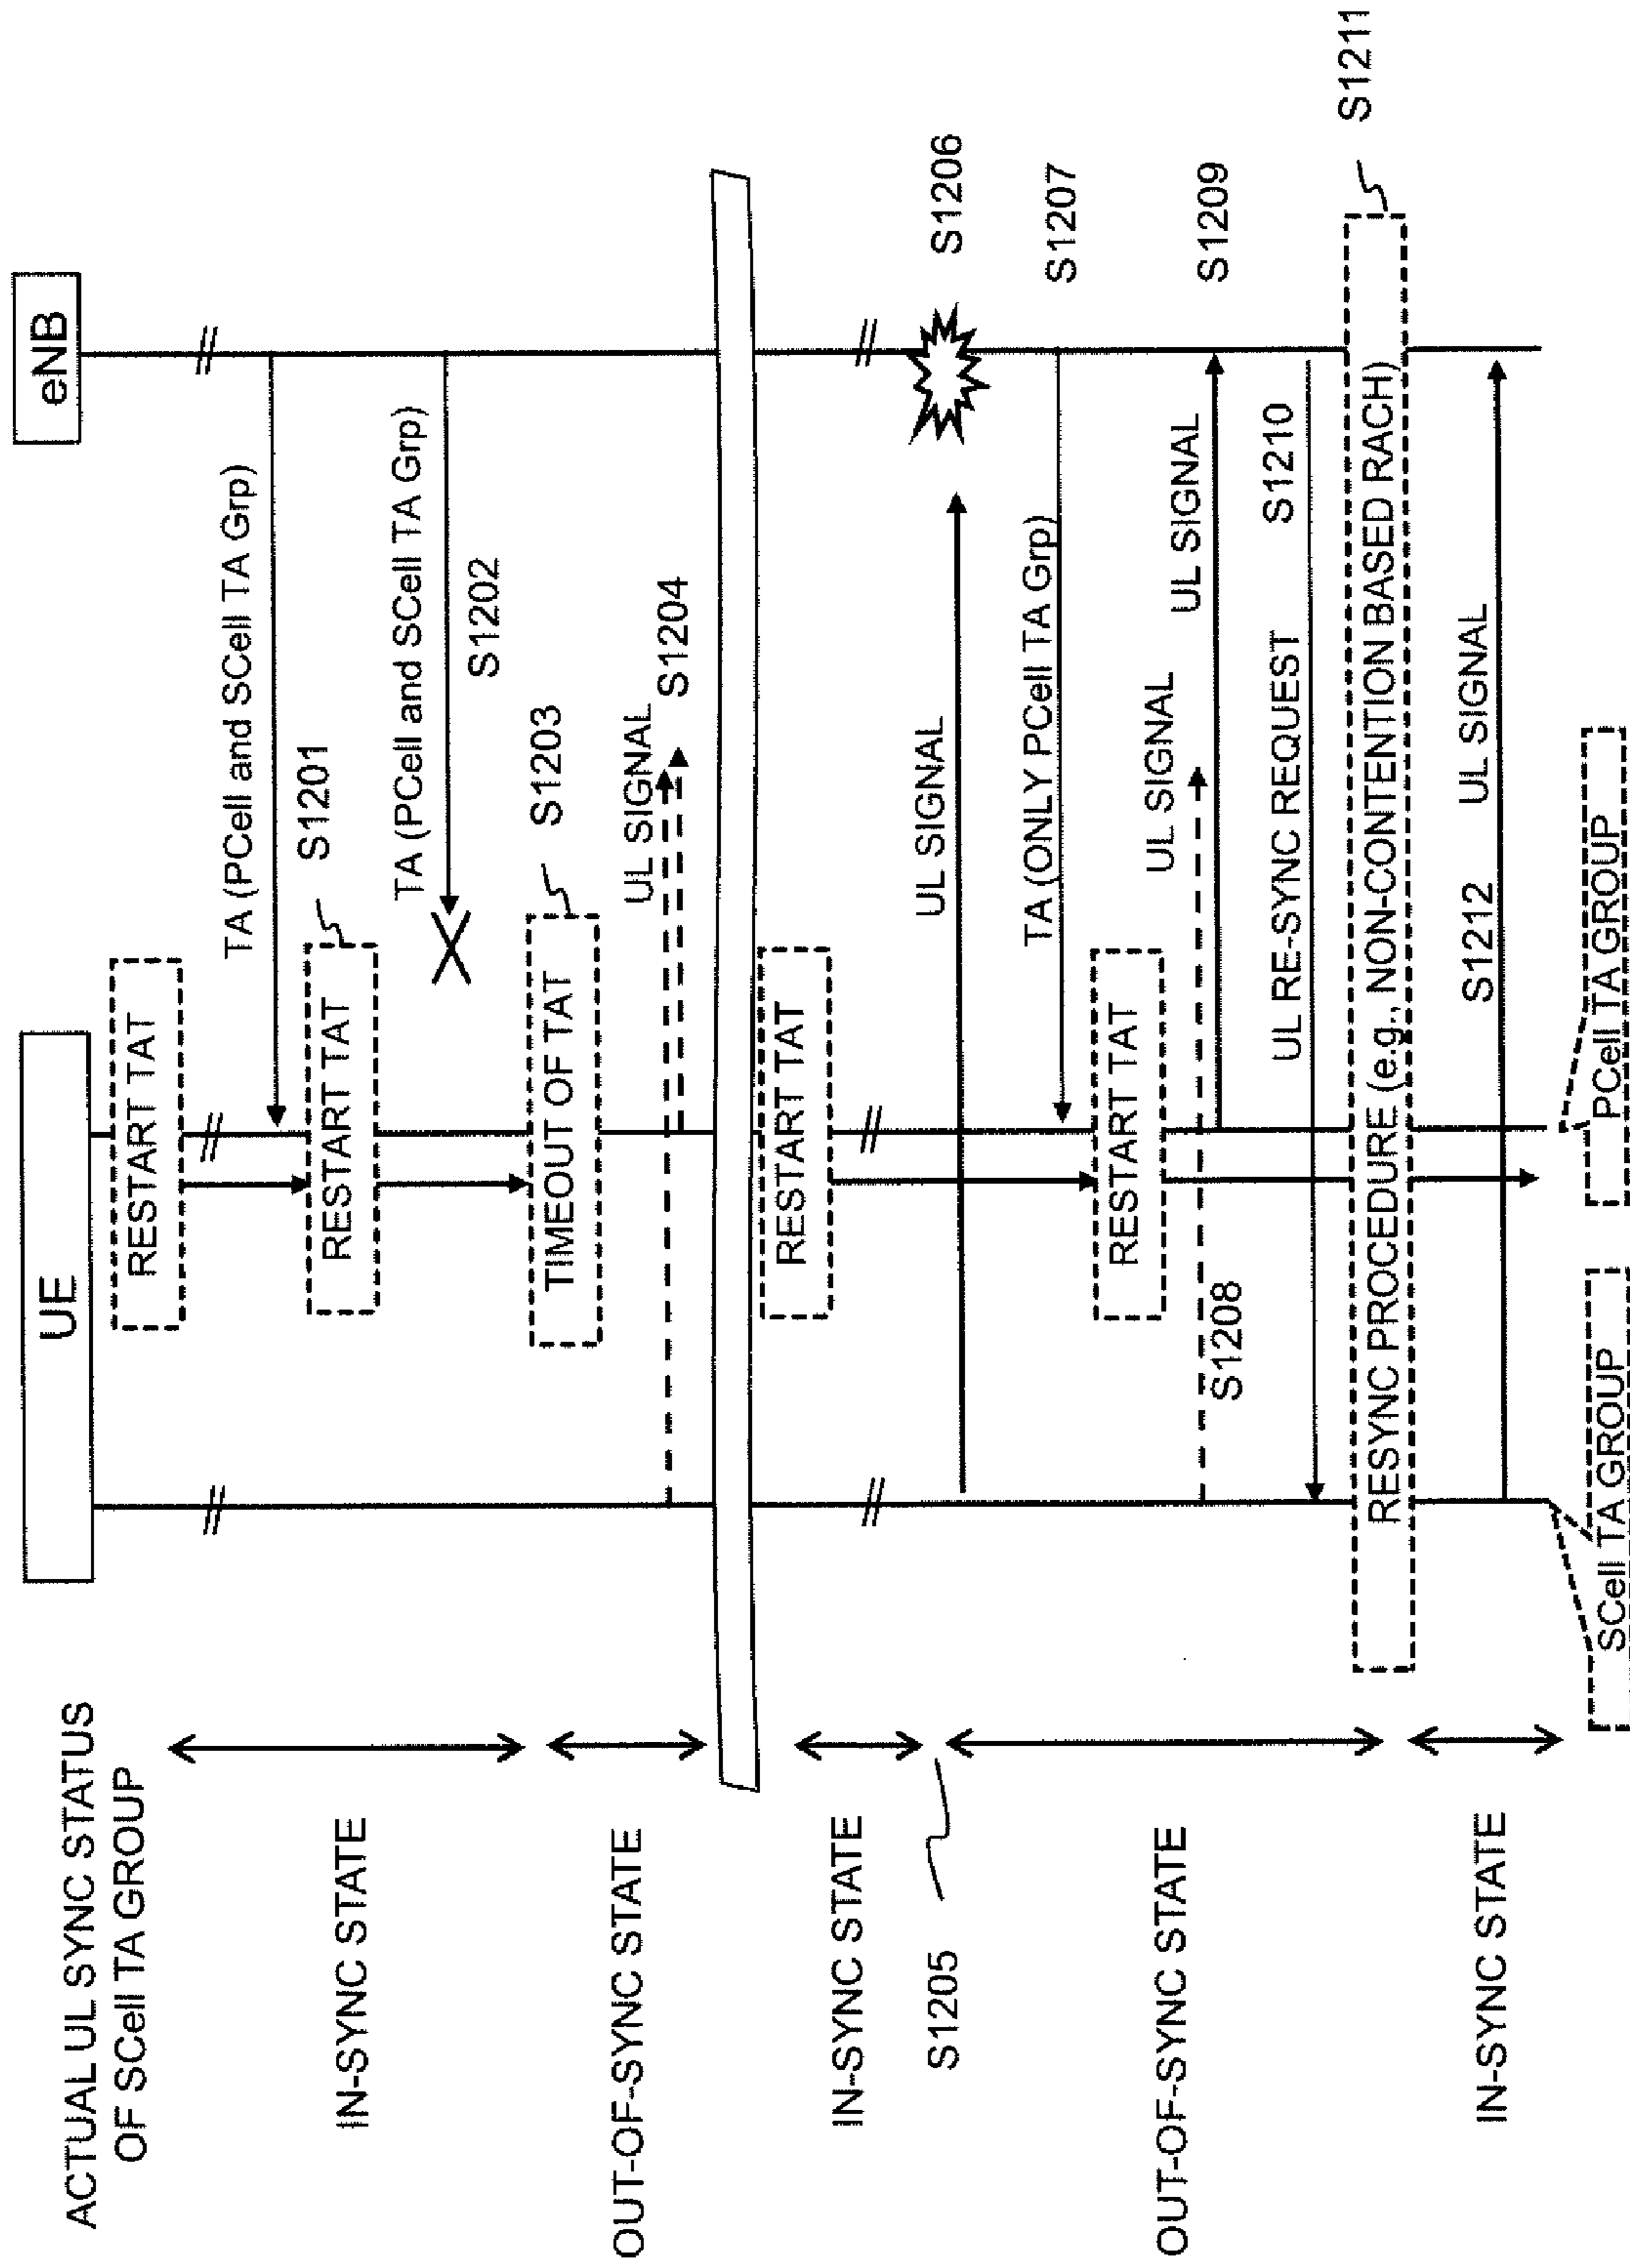 ACTUAL UL SYNC STATUS
OF SCell TA GROUP
UE
eNB
RESTART TAT
TA (PCell and SCell TA Grp)
IN-SYNC STATE
RESTART TAT
S1201
TA (PCell and SCell TA Grp)
S1202
TIMEOUT OF TAT
S1203
OUT-OF-SYNC STATE
UL SIGNAL
S1204
RESTART TAT
IN-SYNC STATE
S1205
UL SIGNAL
S1206
TA (ONLY PCell TA Grp)
S1207
RESTART TAT
OUT-OF-SYNC STATE
UL SIGNAL
S1208
UL SIGNAL
S1209
UL RE-SYNC REQUEST
S1210
RESYNC PROCEDURE (e.g., NON-CONTENTION BASED RACH)
S1211
IN-SYNC STATE
S1212
UL SIGNAL
SCell TA GROUP
PCell TA GROUP